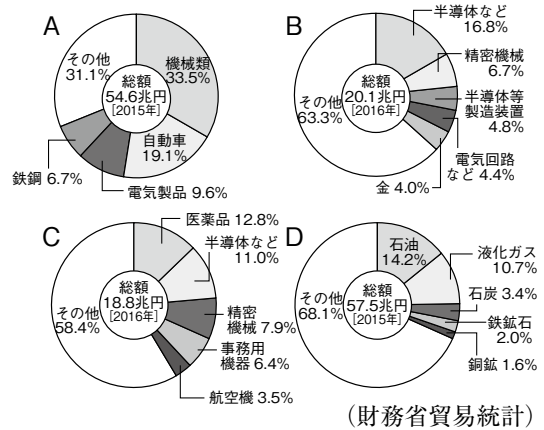 A
その他
31.1%
機械類
33.5%
総額
54.6兆円
[2015年]
自動車
19.1%
鉄鋼 6.7%
電気製品 9.6%
B
半導体など
16.8%
精密機械
6.7%
総額
20.1兆円
[2016年]
その他
63.3%
半導体等
製造装置
4.8%
電気回路
など 4.4%
金 4.0%
C
医薬品 12.8%
半導体など
11.0%
総額
18.8兆円
[2016年]
その他
58.4%
精密
機械 7.9%
事務用
機器 6.4%
航空機 3.5%
D
石油
14.2%
液化ガス
10.7%
総額
57.5兆円
[2015年]
その他
68.1%
石炭 3.4%
鉄鉱石
2.0%
銅鉱 1.6%
(財務省貿易統計)